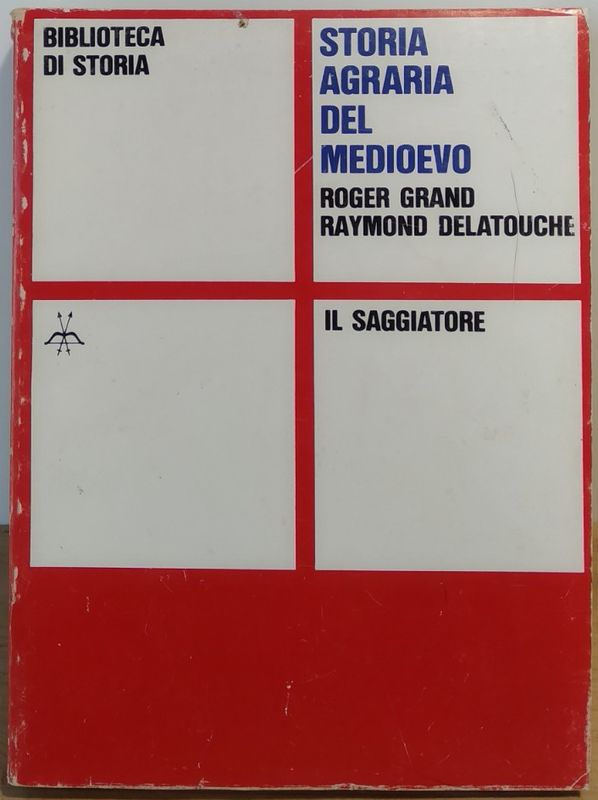 BIBLIOTECA
DI STORIA
STORIA
AGRARIA
DEL
MEDIOEVO
ROGER GRAND
RAYMOND DELATOUCHE
IL SAGGIATORE